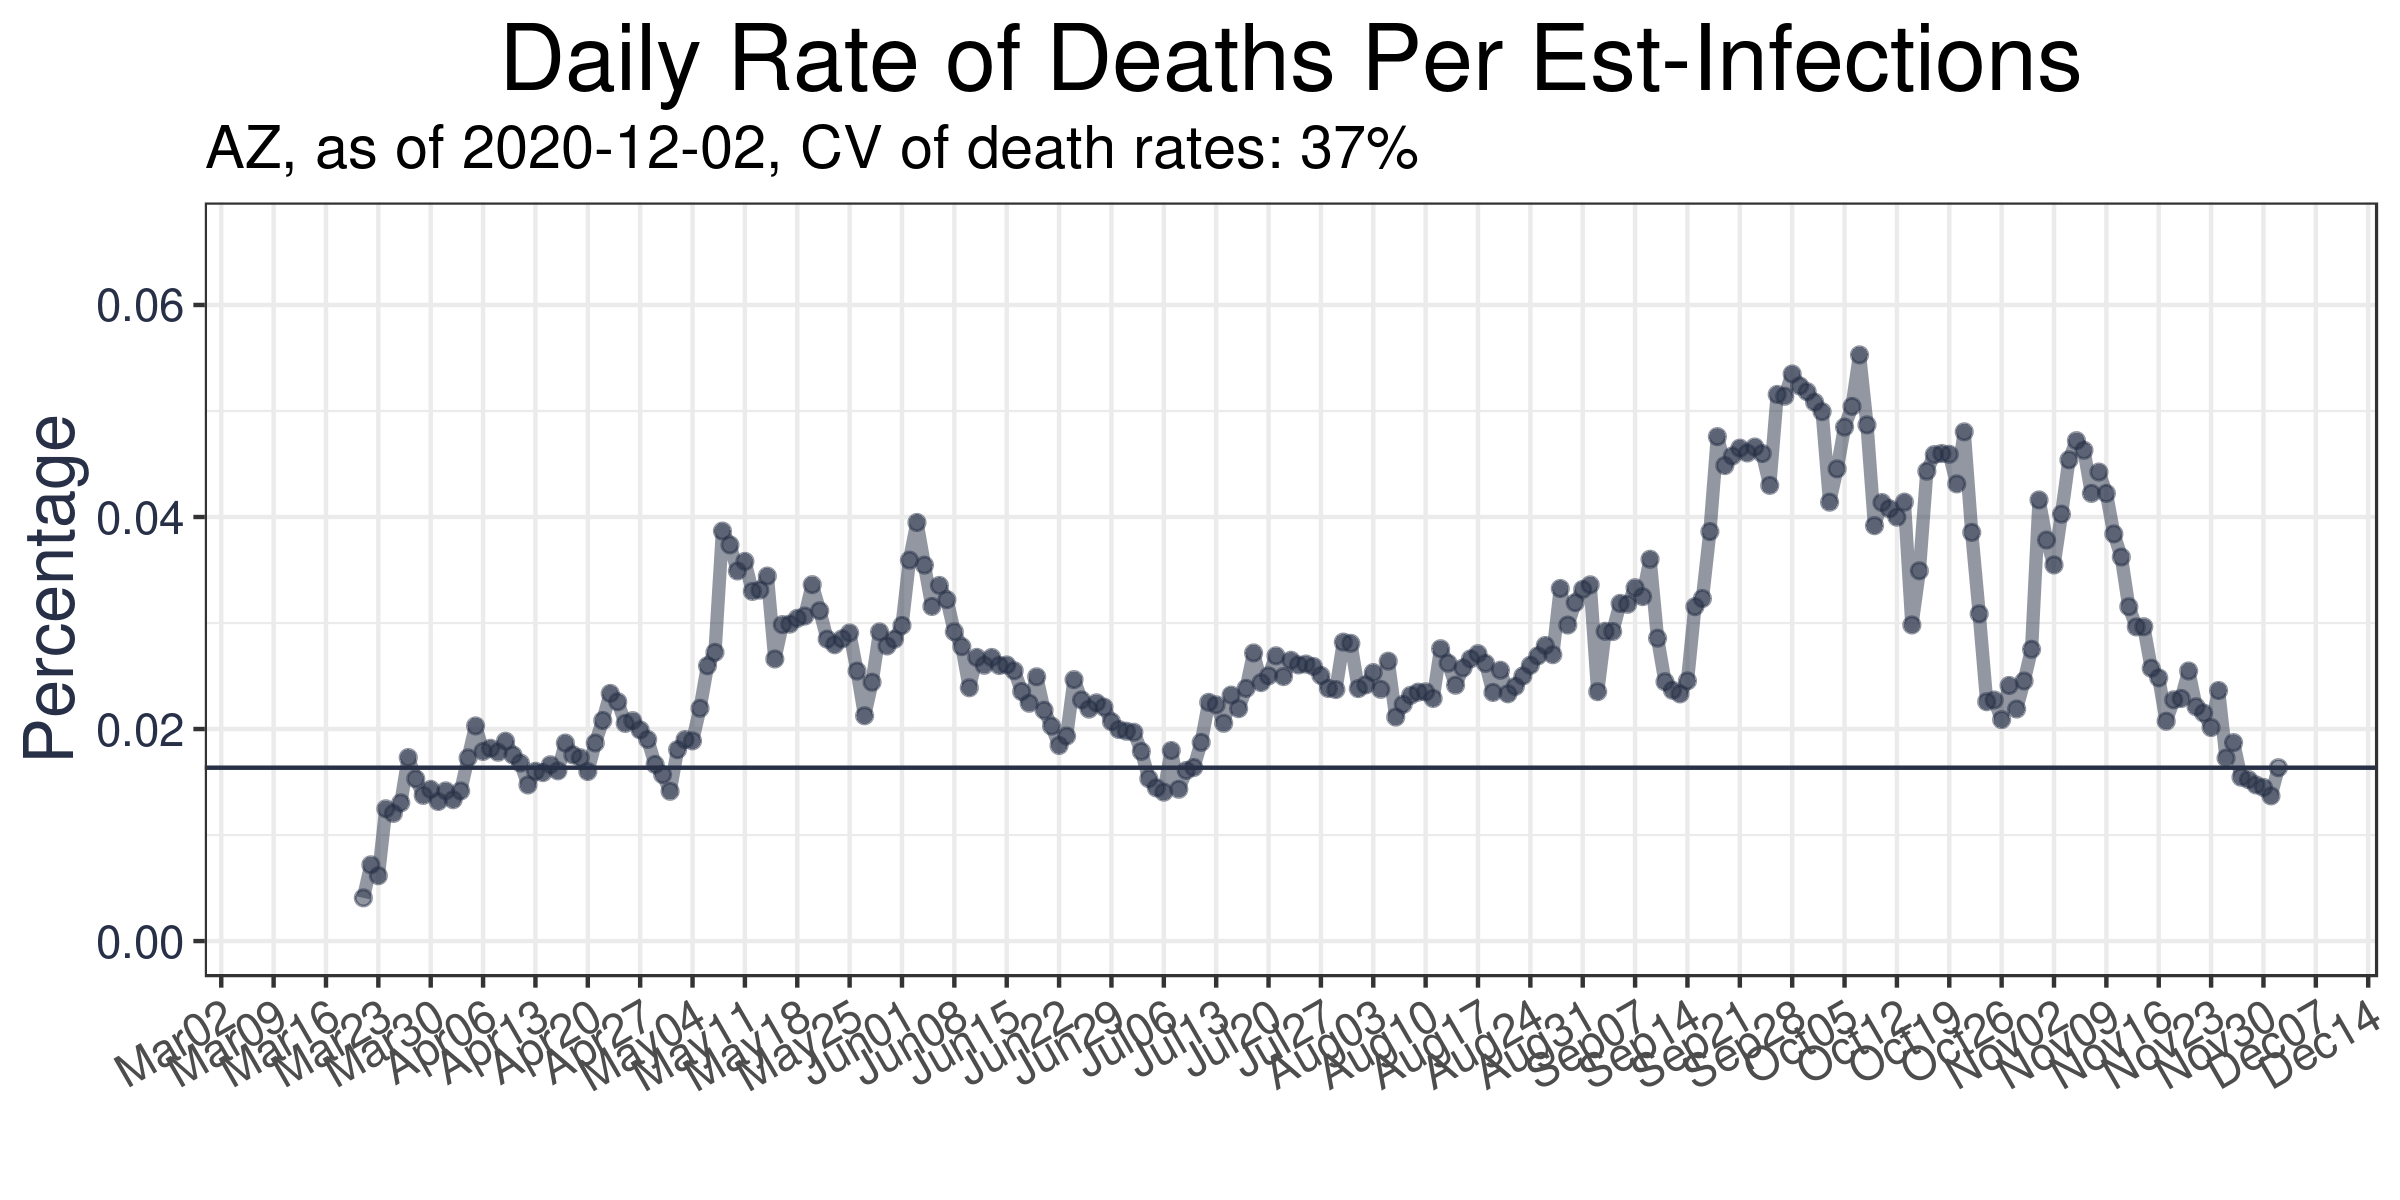 Daily Rate of Deaths Per Est-Infections
AZ, as of 2020-12-02, CV of death rates: 37%
Percentage
0.06
0.04
0.02
0.00
Mar02
Mar09
Mar16
Mar23
Mar30
Apr06
Apr13
Apr20
Apr27
May04
May11
May18
May25
Jun01
Jun08
Jun15
Jun22
Jun29
Jul06
Jul13
Jul20
Jul27
Aug03
Aug10
Aug17
Aug24
Aug31
Sep07
Sep14
Sep21
Sep28
Oct05
Oct12
Oct19
Oct26
Nov02
Nov09
Nov16
Nov23
Nov30
Dec07
Dec14